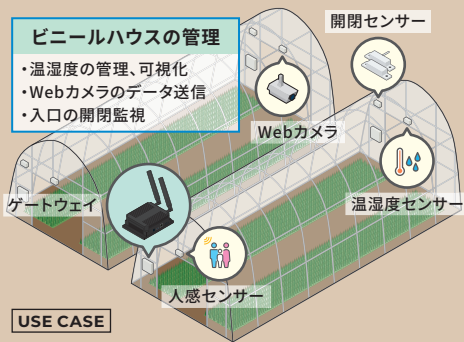 ビニールハウスの管理
・温湿度の管理、可視化
・Webカメラのデータ送信
・入口の開閉監視
開閉センサー
Webカメラ
温湿度センサー
ゲートウェイ
人感センサー
USE CASE